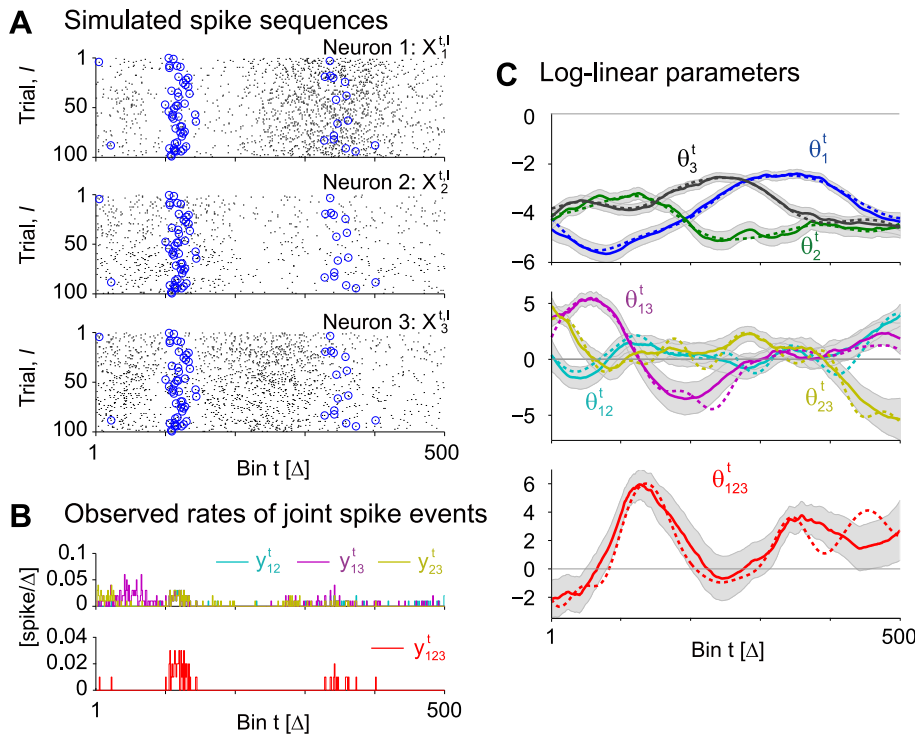 A Simulated spike sequences
Neuron 1: X₁ᵗ,ˡ
1
50
100
Trial, l
Neuron 2: X₂ᵗ,ˡ
1
50
100
Trial, l
Neuron 3: X₃ᵗ,ˡ
1
50
100
Trial, l
1
500
Bin t [Δ]
B Observed rates of joint spike events
0.1
0.05
0
y₁₂ᵗ
y₁₃ᵗ
y₂₃ᵗ
[spike/Δ]
0.04
0.02
0
y₁₂₃ᵗ
1
500
Bin t [Δ]
C Log-linear parameters
0
−2
−4
−6
θ₃ᵗ
θ₁ᵗ
θ₂ᵗ
5
0
−5
θ₁₃ᵗ
θ₁₂ᵗ
θ₂₃ᵗ
6
4
2
0
−2
θ₁₂₃ᵗ
1
500
Bin t [Δ]